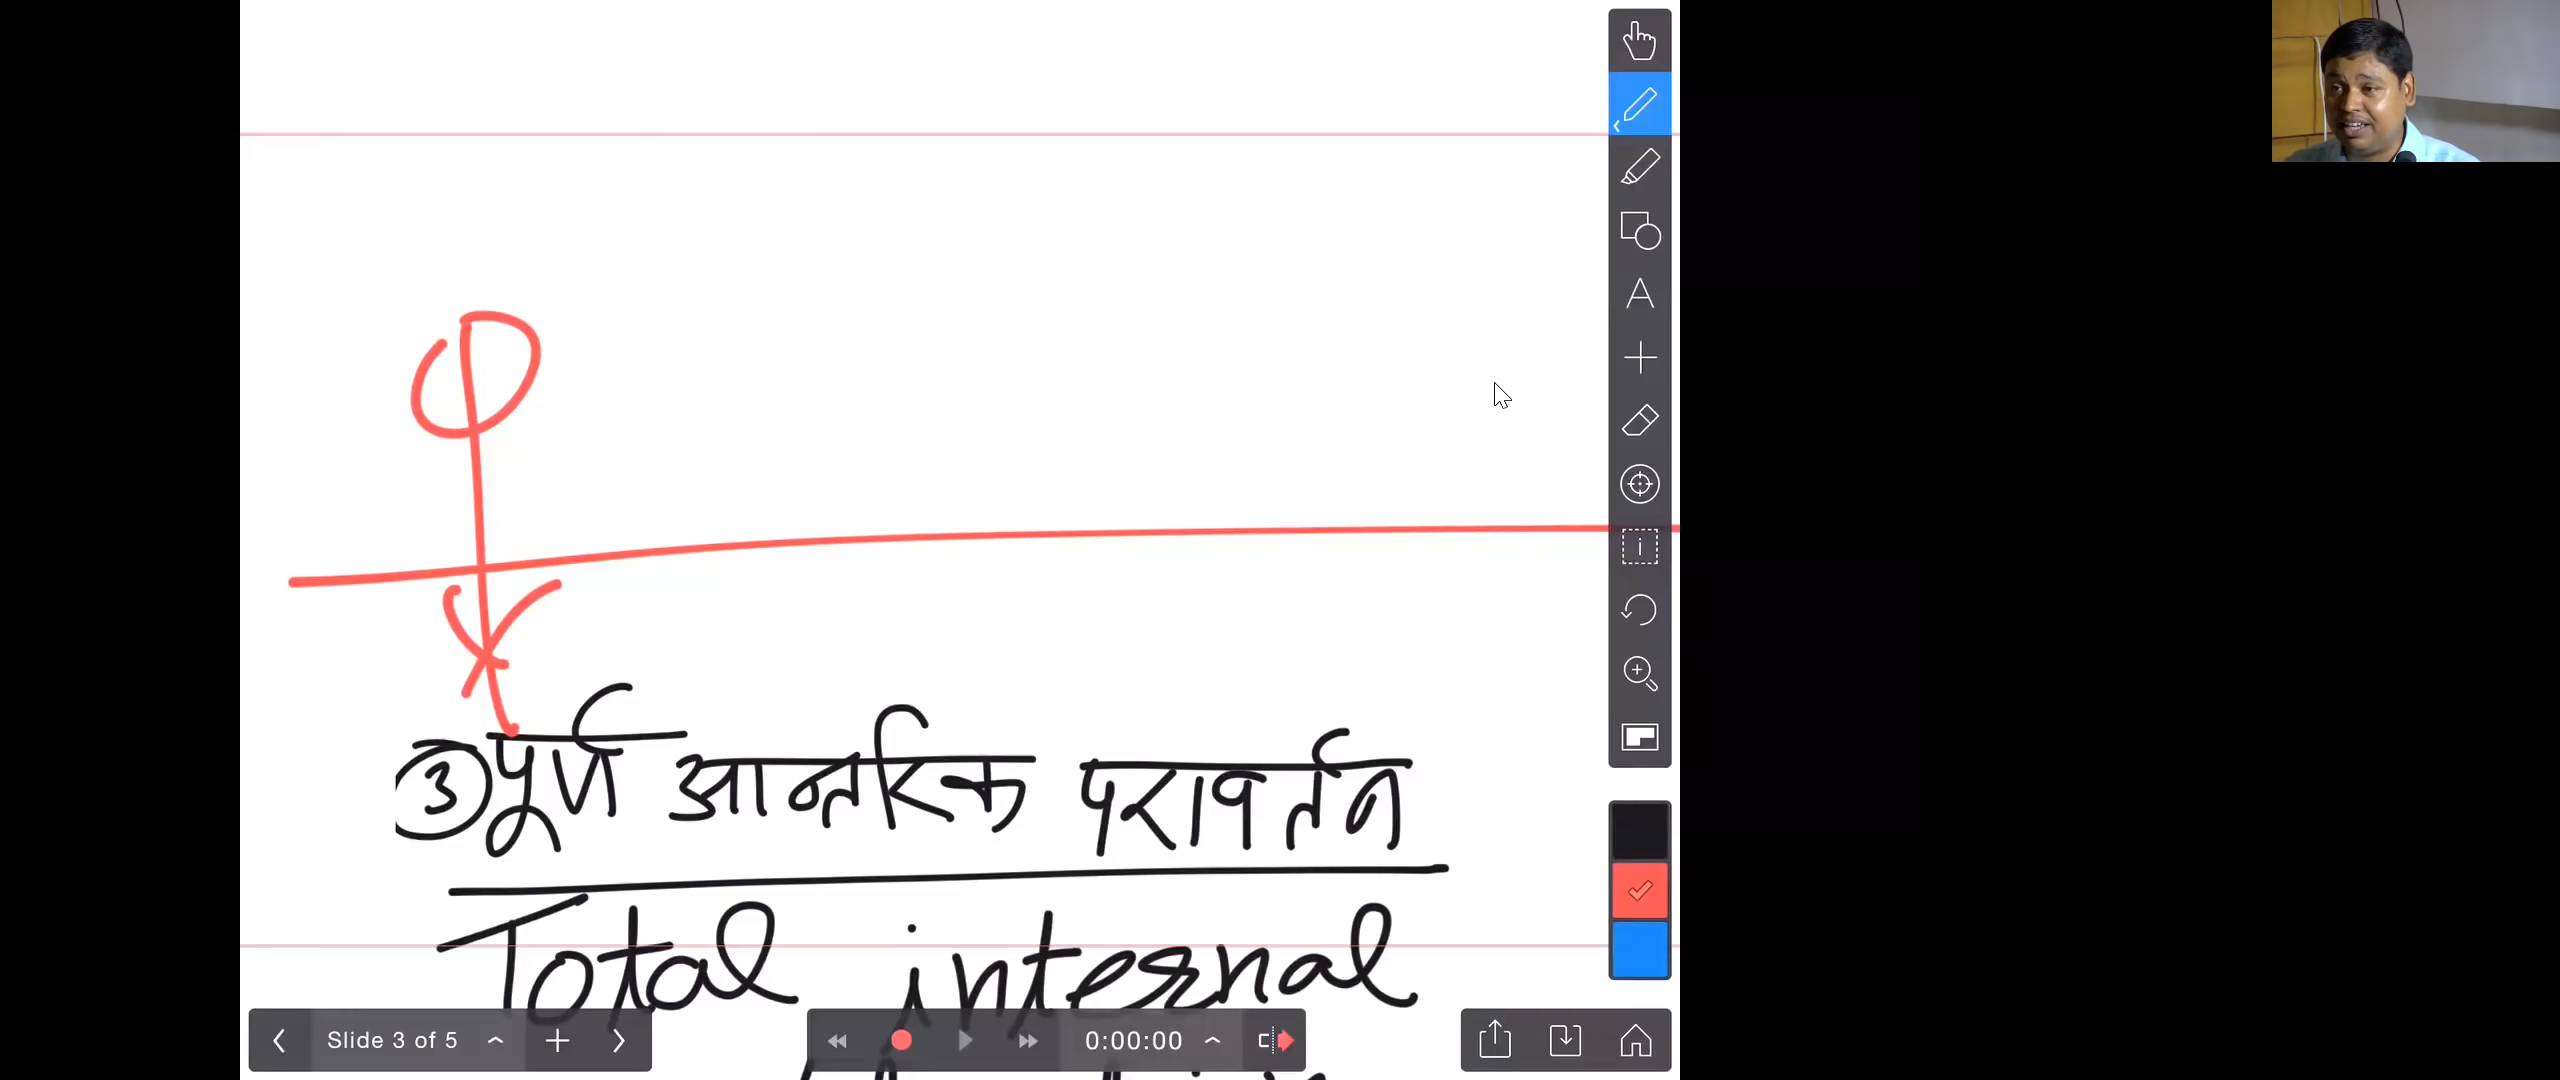 ③ पूर्ण आन्तरिक परावर्तन
Total internal
Slide 3 of 5
0:00:00